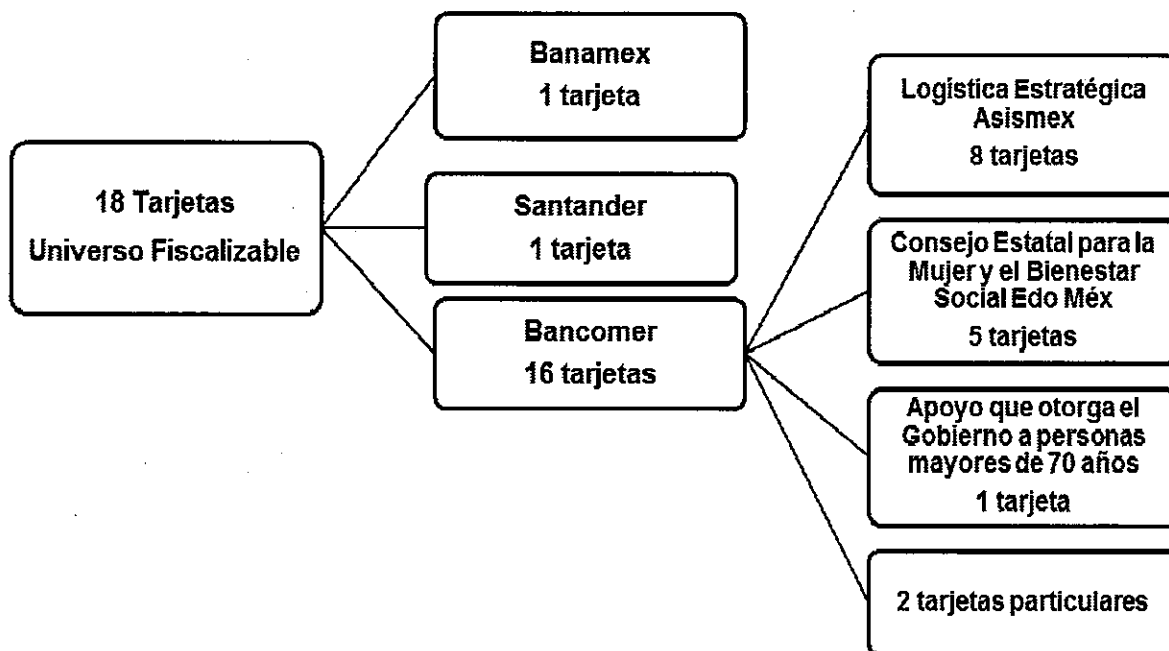 18 Tarjetas
Universo Fiscalizable
Banamex
1 tarjeta
Santander
1 tarjeta
Bancomer
16 tarjetas
Logística Estratégica
Asismex
8 tarjetas
Consejo Estatal para la
Mujer y el Bienestar
Social Edo Méx
5 tarjetas
Apoyo que otorga el
Gobierno a personas
mayores de 70 años
1 tarjeta
2 tarjetas particulares